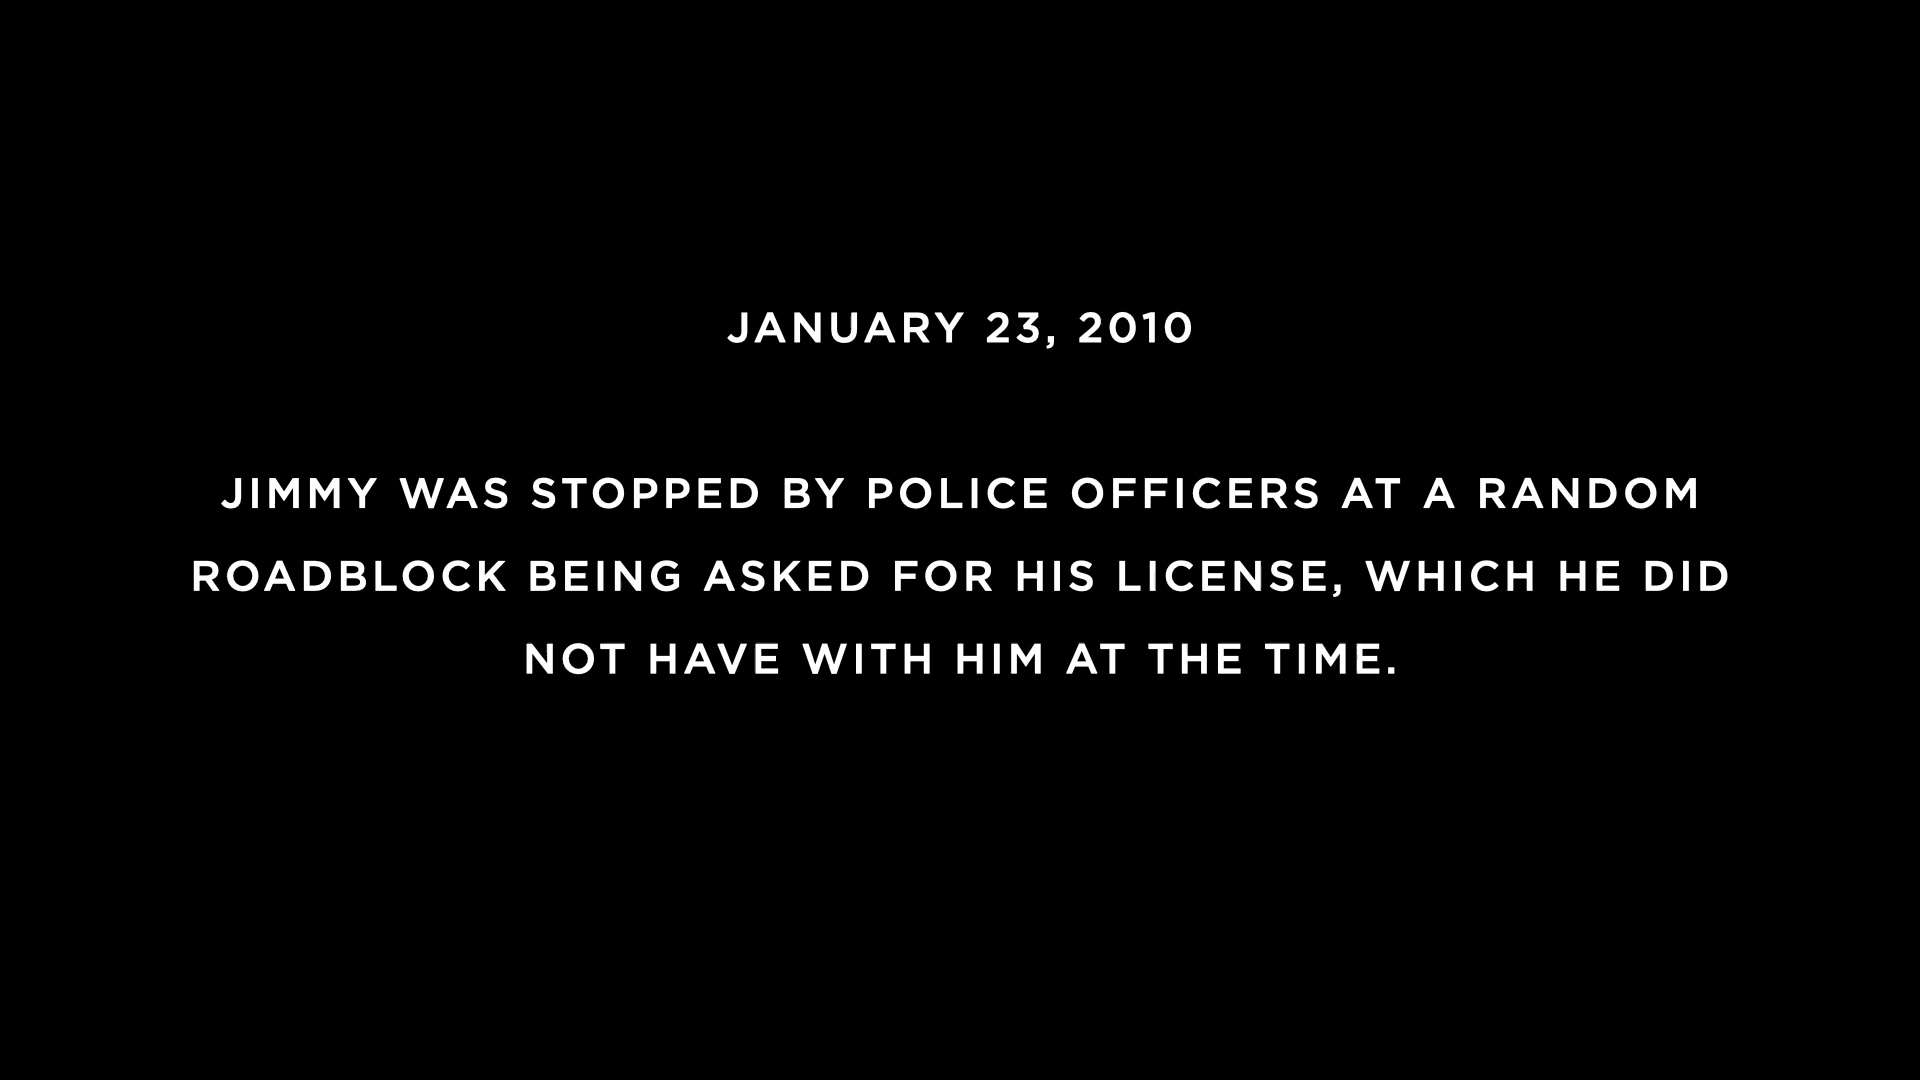 JANUARY 23, 2010
JIMMY WAS STOPPED BY POLICE OFFICERS AT A RANDOM
ROADBLOCK BEING ASKED FOR HIS LICENSE, WHICH HE DID
NOT HAVE WITH HIM AT THE TIME.